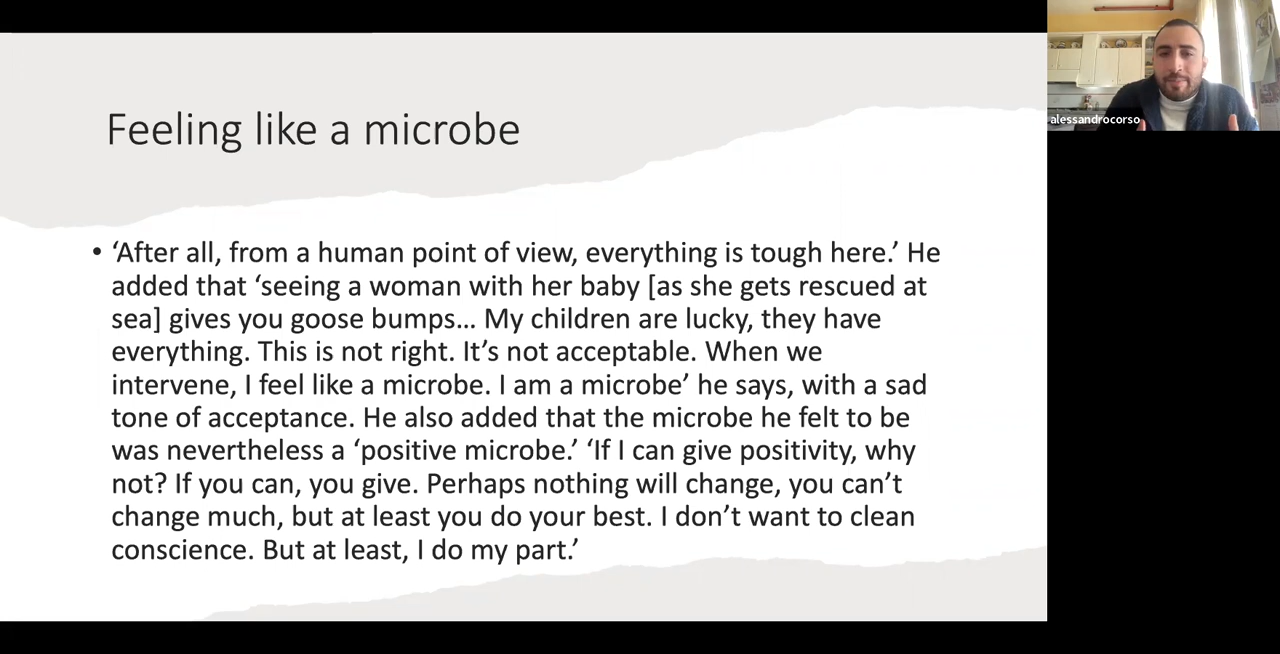 Feeling like a microbe
alessandrocorso
• ‘After all, from a human point of view, everything is tough here.’ He
added that ‘seeing a woman with her baby [as she gets rescued at
sea] gives you goose bumps... My children are lucky, they have
everything. This is not right. It’s not acceptable. When we
intervene, I feel like a microbe. I am a microbe’ he says, with a sad
tone of acceptance. He also added that the microbe he felt to be
was nevertheless a ‘positive microbe.’ ‘If I can give positivity, why
not? If you can, you give. Perhaps nothing will change, you can’t
change much, but at least you do your best. I don’t want to clean
conscience. But at least, I do my part.’